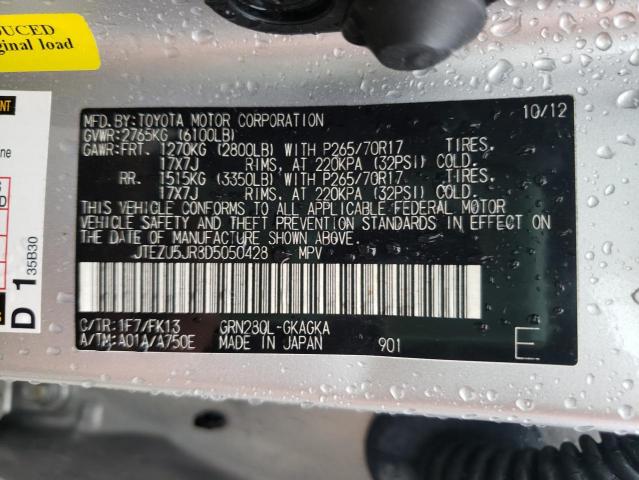 UCED
ginal load
MFD.BY:TOYOTA MOTOR CORPORATION 10/12
GVWR:2765KG (6100LB)
GAWR:FRT. 1270KG (2800LB) WITH P265/70R17 TIRES.
17X7J RIMS. AT 220KPA (32PSI) COLD.
RR. 1515KG (3350LB) WITH P265/70R17 TIRES.
17X7J RIMS. AT 220KPA (32PSI) COLD.
THIS VEHICLE CONFORMS TO ALL APPLICABLE FEDERAL MOTOR
VEHICLE SAFETY AND THEFT PREVENTION STANDARDS IN EFFECT ON
THE DATE OF MANUFACTURE SHOWN ABOVE.
JTEZU5JR8D5050428 MPV
C/TR:1F7/FK13 GRN280L-GKAGKA
A/TM:A01A/A750E MADE IN JAPAN 901 E
D 1 35B30
NT
ne
D